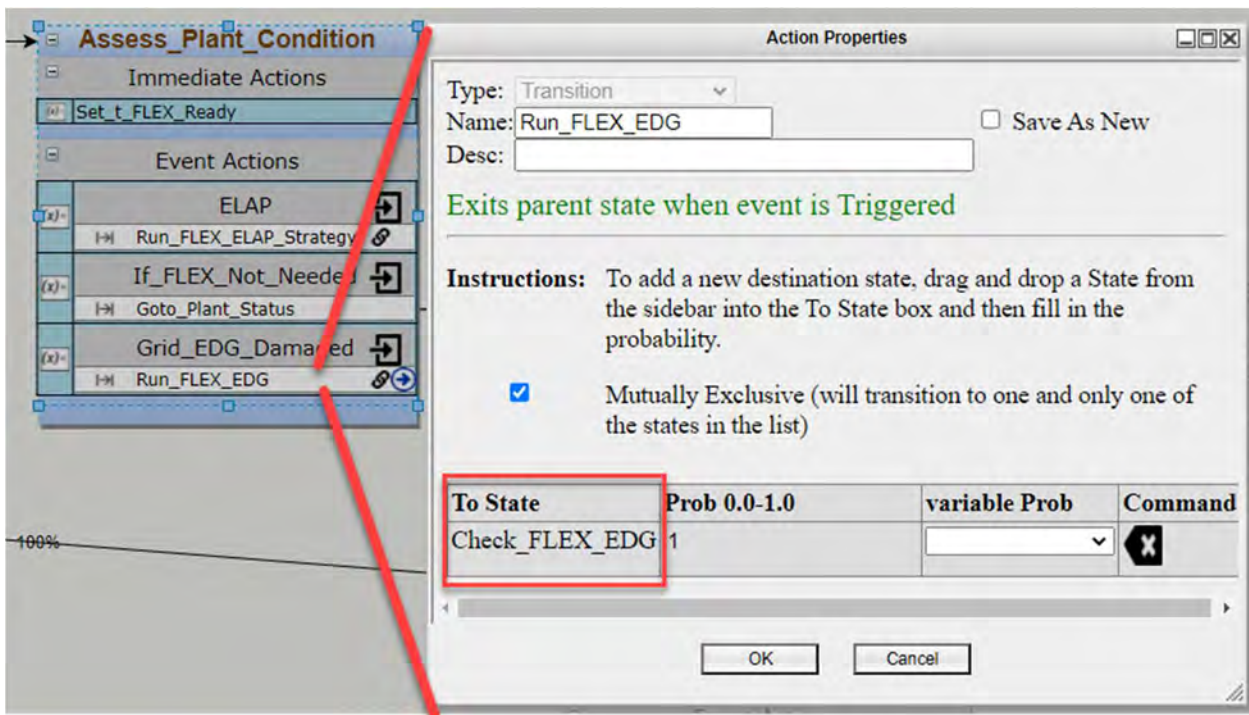 Assess_Plant_Condition
Immediate Actions
Set_t_FLEX_Ready
Event Actions
ELAP
Run_FLEX_ELAP_Strategy
If_FLEX_Not_Needed
Goto_Plant_Status
Grid_EDG_Damaged
Run_FLEX_EDG
100%
Action Properties
Type: Transition
Name: Run_FLEX_EDG
Save As New
Desc:
Exits parent state when event is Triggered
Instructions: To add a new destination state, drag and drop a State from
the sidebar into the To State box and then fill in the
probability.
Mutually Exclusive (will transition to one and only one of
the states in the list)
To State Prob 0.0-1.0 variable Prob Command
Check_FLEX_EDG 1
OK Cancel